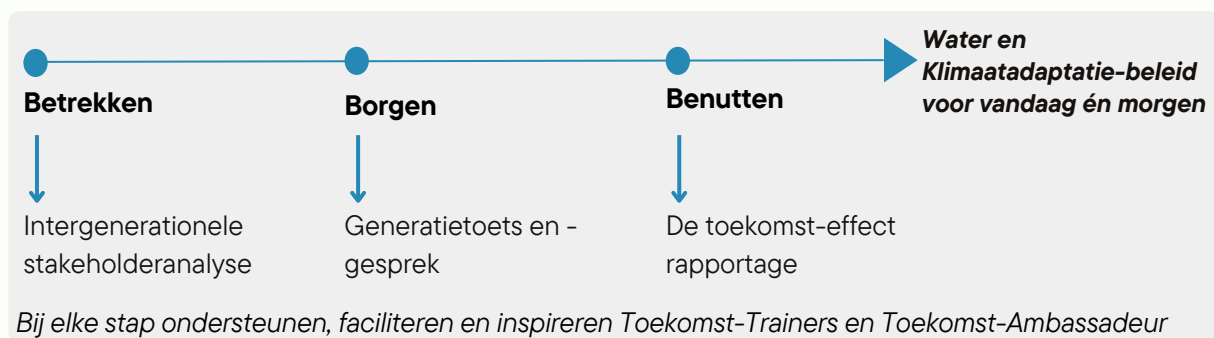 Water en
Klimaatadaptatie-beleid
voor vandaag én morgen
Betrekken
Borgen
Benutten
Intergenerationele
stakeholderanalyse
Generatietoets en -
gesprek
De toekomst-effect
rapportage
Bij elke stap ondersteunen, faciliteren en inspireren Toekomst-Trainers en Toekomst-Ambassadeur